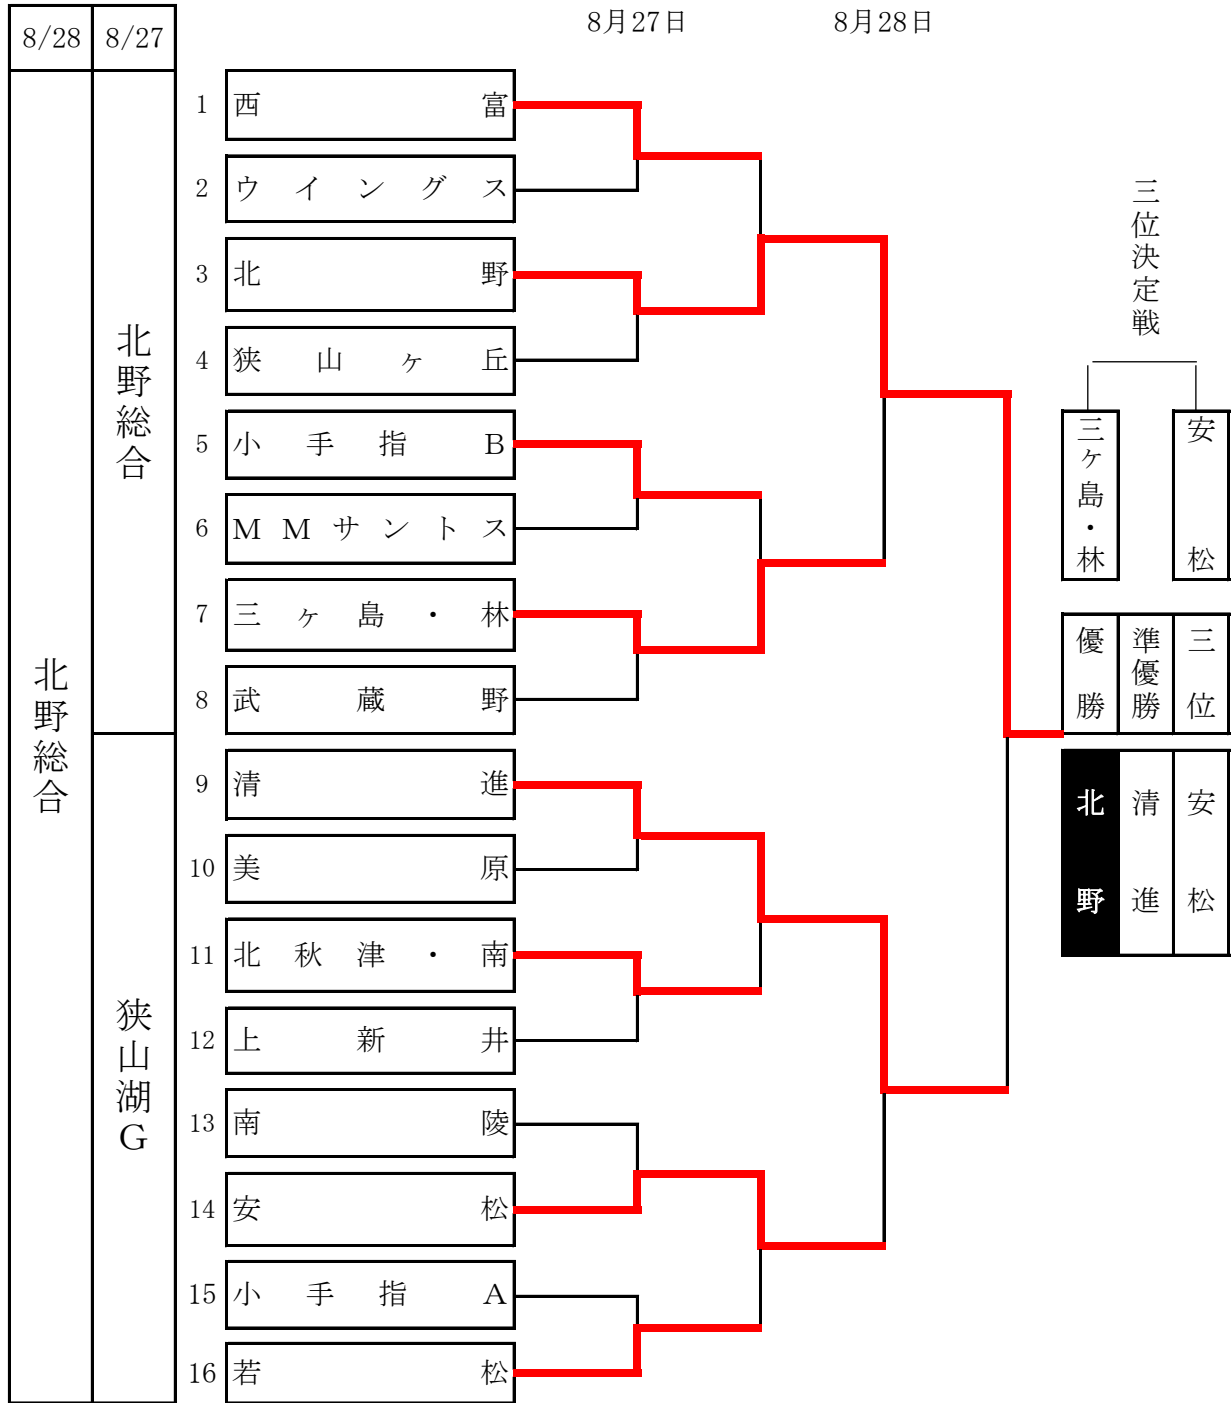 8/28 8/27 8月27日 8月28日
北野総合
北野総合
狭山湖G
1 西富
2 ウイングス
3 北野
4 狭山ヶ丘
5 小手指B
6 MMサントス
7 三ヶ島・林
8 武蔵野
9 清進
10 美原
11 北秋津・南
12 上新井
13 南陵
14 安松
15 小手指A
16 若松
三位決定戦
三ケ島・林
安松
優勝
準優勝
三位
北野
清進
安松